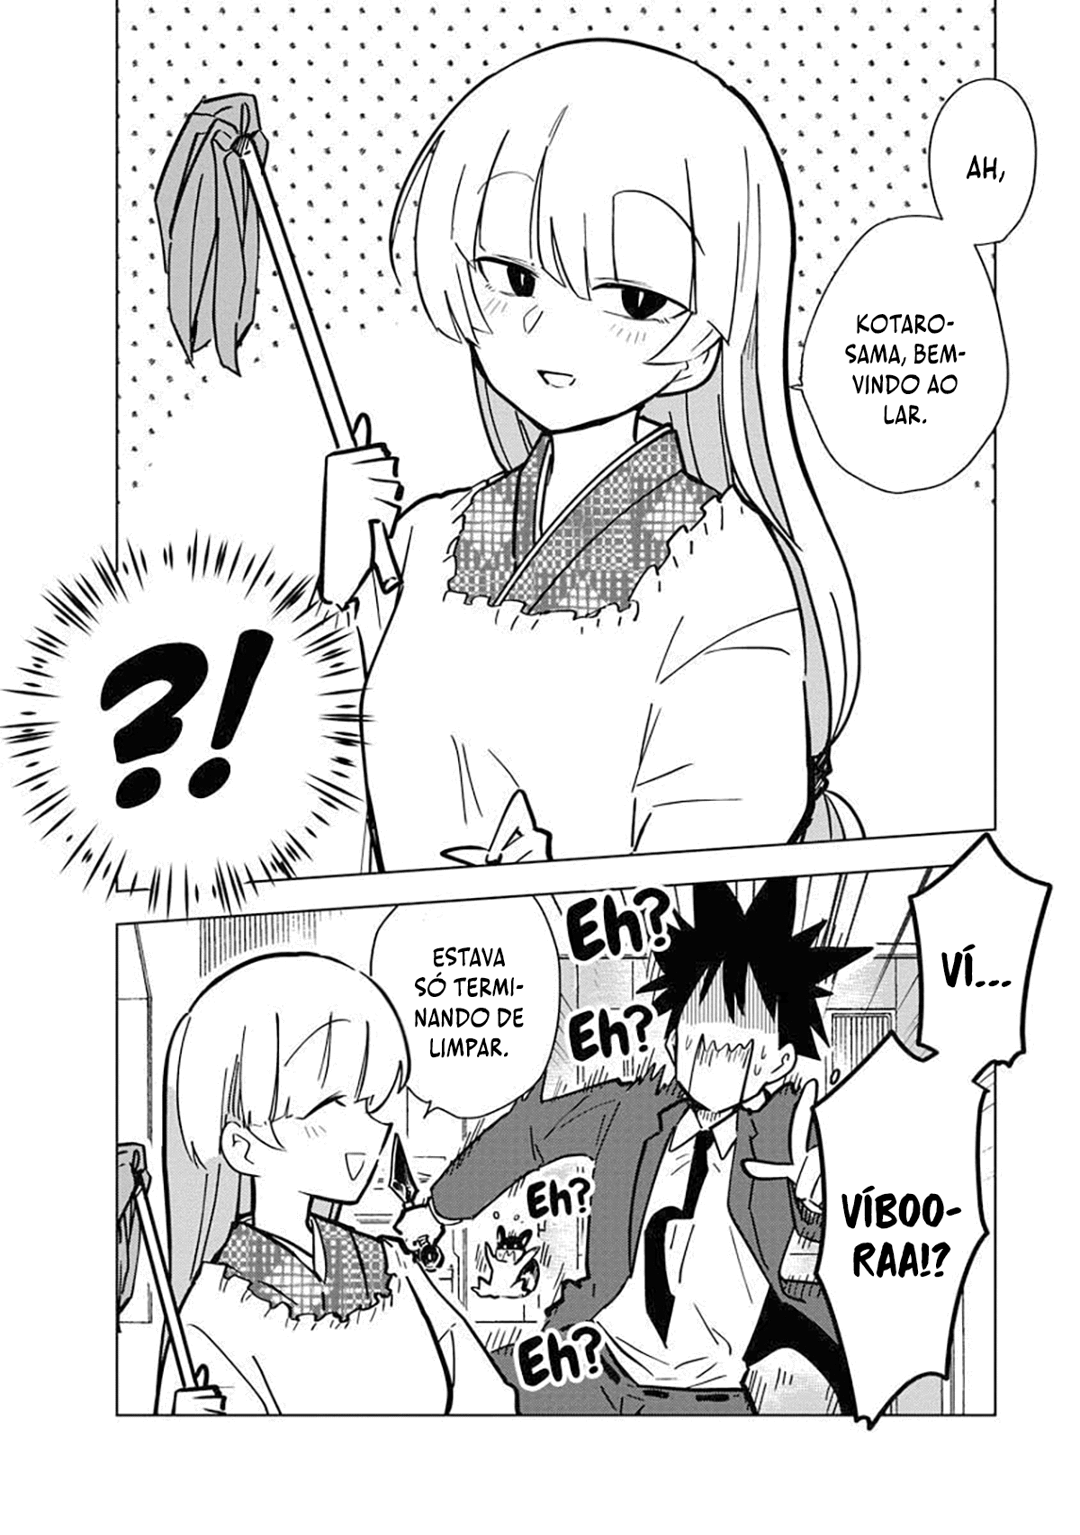 AH,
KOTARO-
SAMA, BEM-
VINDO AO
LAR.
?!
VÍ...
Eh?
ESTAVA
SÓ TERMI-
NANDO DE
LIMPAR.
Eh?
VÍBOO-
RAA!?
Eh?
Eh?